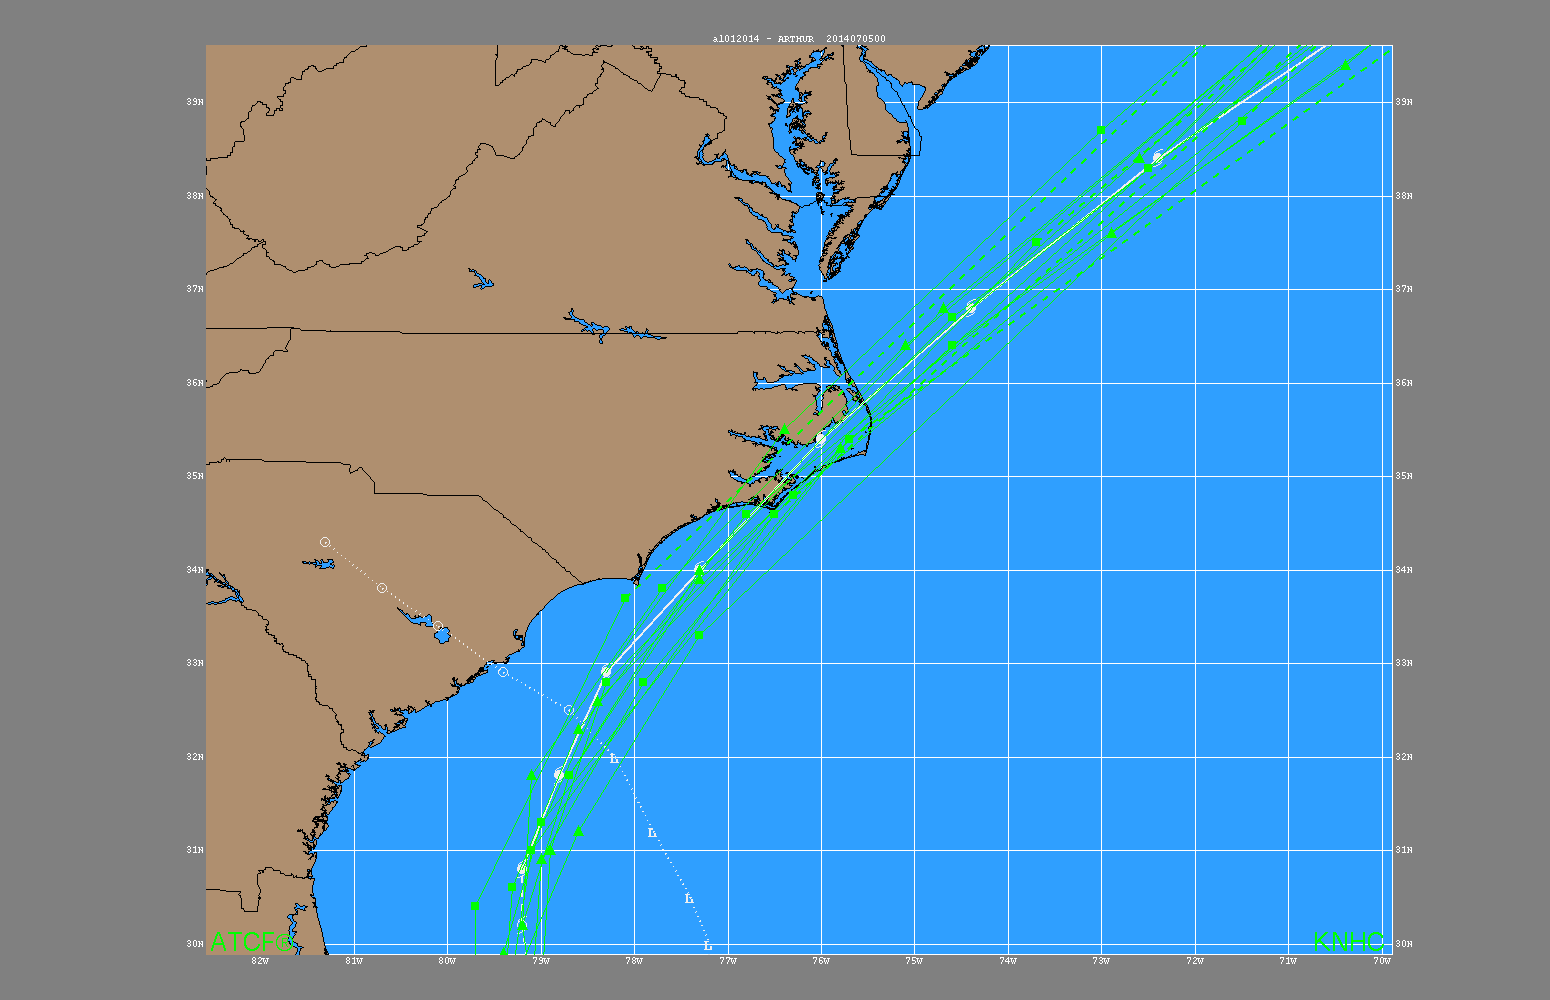 al012014 - ARTHUR 2014070500
39N 39N
38N 38N
37N 37N
36N 36N
35N 35N
34N 34N
33N 33N
32N L 32N
L
31N 31N
L
30N ATCF® L KNHC 30N
82W 81W 80W 79W 78W 77W 76W 75W 74W 73W 72W 71W 70W